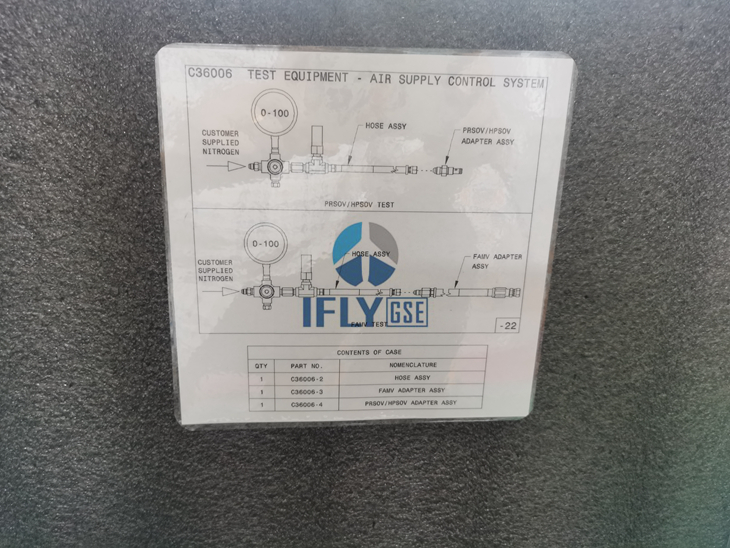 C36006 TEST EQUIPMENT - AIR SUPPLY CONTROL SYSTEM
0-100
CUSTOMER
SUPPLIED
NITROGEN
HOSE ASSY
PRSOV/HPSOV
ADAPTER ASSY
PRSOV/HPSOV TEST
0-100
CUSTOMER
SUPPLIED
NITROGEN
HOSE ASSY
FAMV ADAPTER
ASSY
IFLY GSE
FAMV TEST
-22
CONTENTS OF CASE
QTY PART NO. NOMENCLATURE
1 C36006-2 HOSE ASSY
1 C36006-3 FAMV ADAPTER ASSY
1 C36006-4 PRSOV/HPSOV ADAPTER ASSY